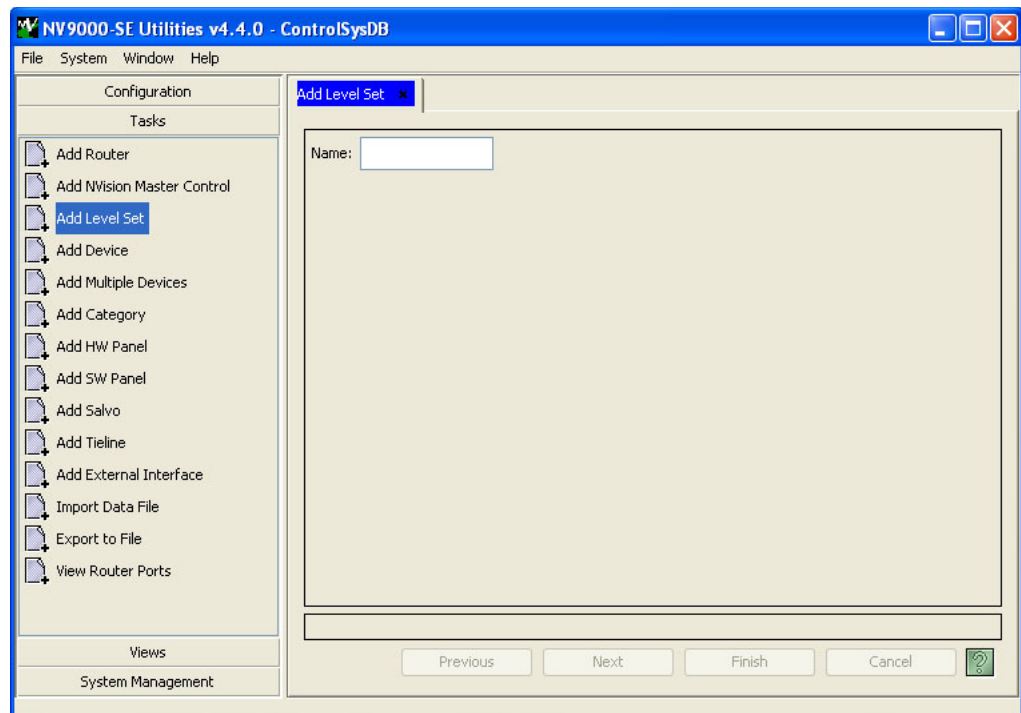 NV9000-SE Utilities v4.4.0 - ControlSysDB
File System Window Help
Configuration
Tasks
Add Router
Add NVision Master Control
Add Level Set
Add Device
Add Multiple Devices
Add Category
Add HW Panel
Add SW Panel
Add Salvo
Add Tieline
Add External Interface
Import Data File
Export to File
View Router Ports
Views
System Management
Add Level Set
Name:
Previous Next Finish Cancel ?